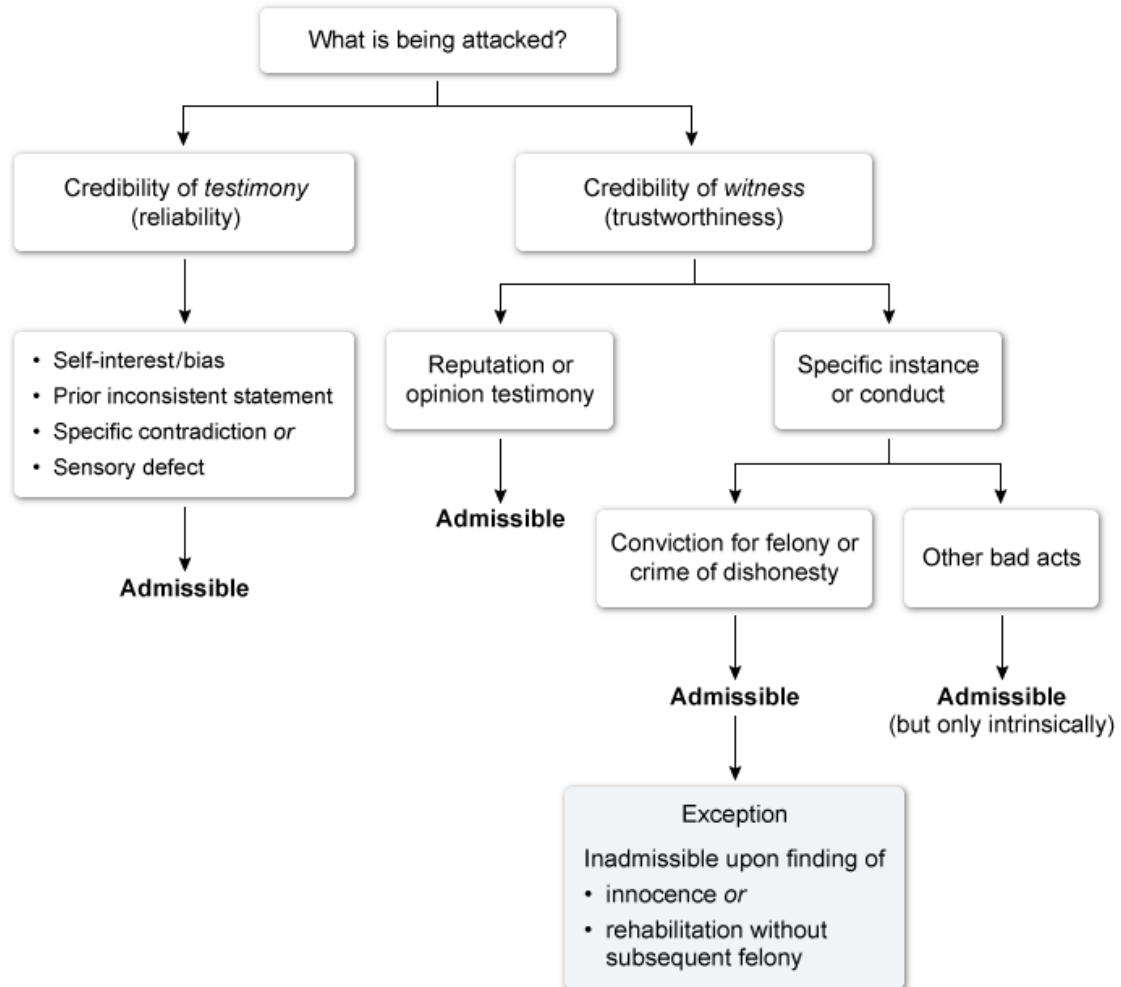 What is being attacked?
Credibility of testimony
(reliability)
Credibility of witness
(trustworthiness)
• Self-interest/bias
• Prior inconsistent statement
• Specific contradiction or
• Sensory defect
Admissible
Reputation or
opinion testimony
Admissible
Specific instance
or conduct
Conviction for felony or
crime of dishonesty
Other bad acts
Admissible
Admissible
(but only intrinsically)
Exception
Inadmissible upon finding of
• innocence or
• rehabilitation without
subsequent felony